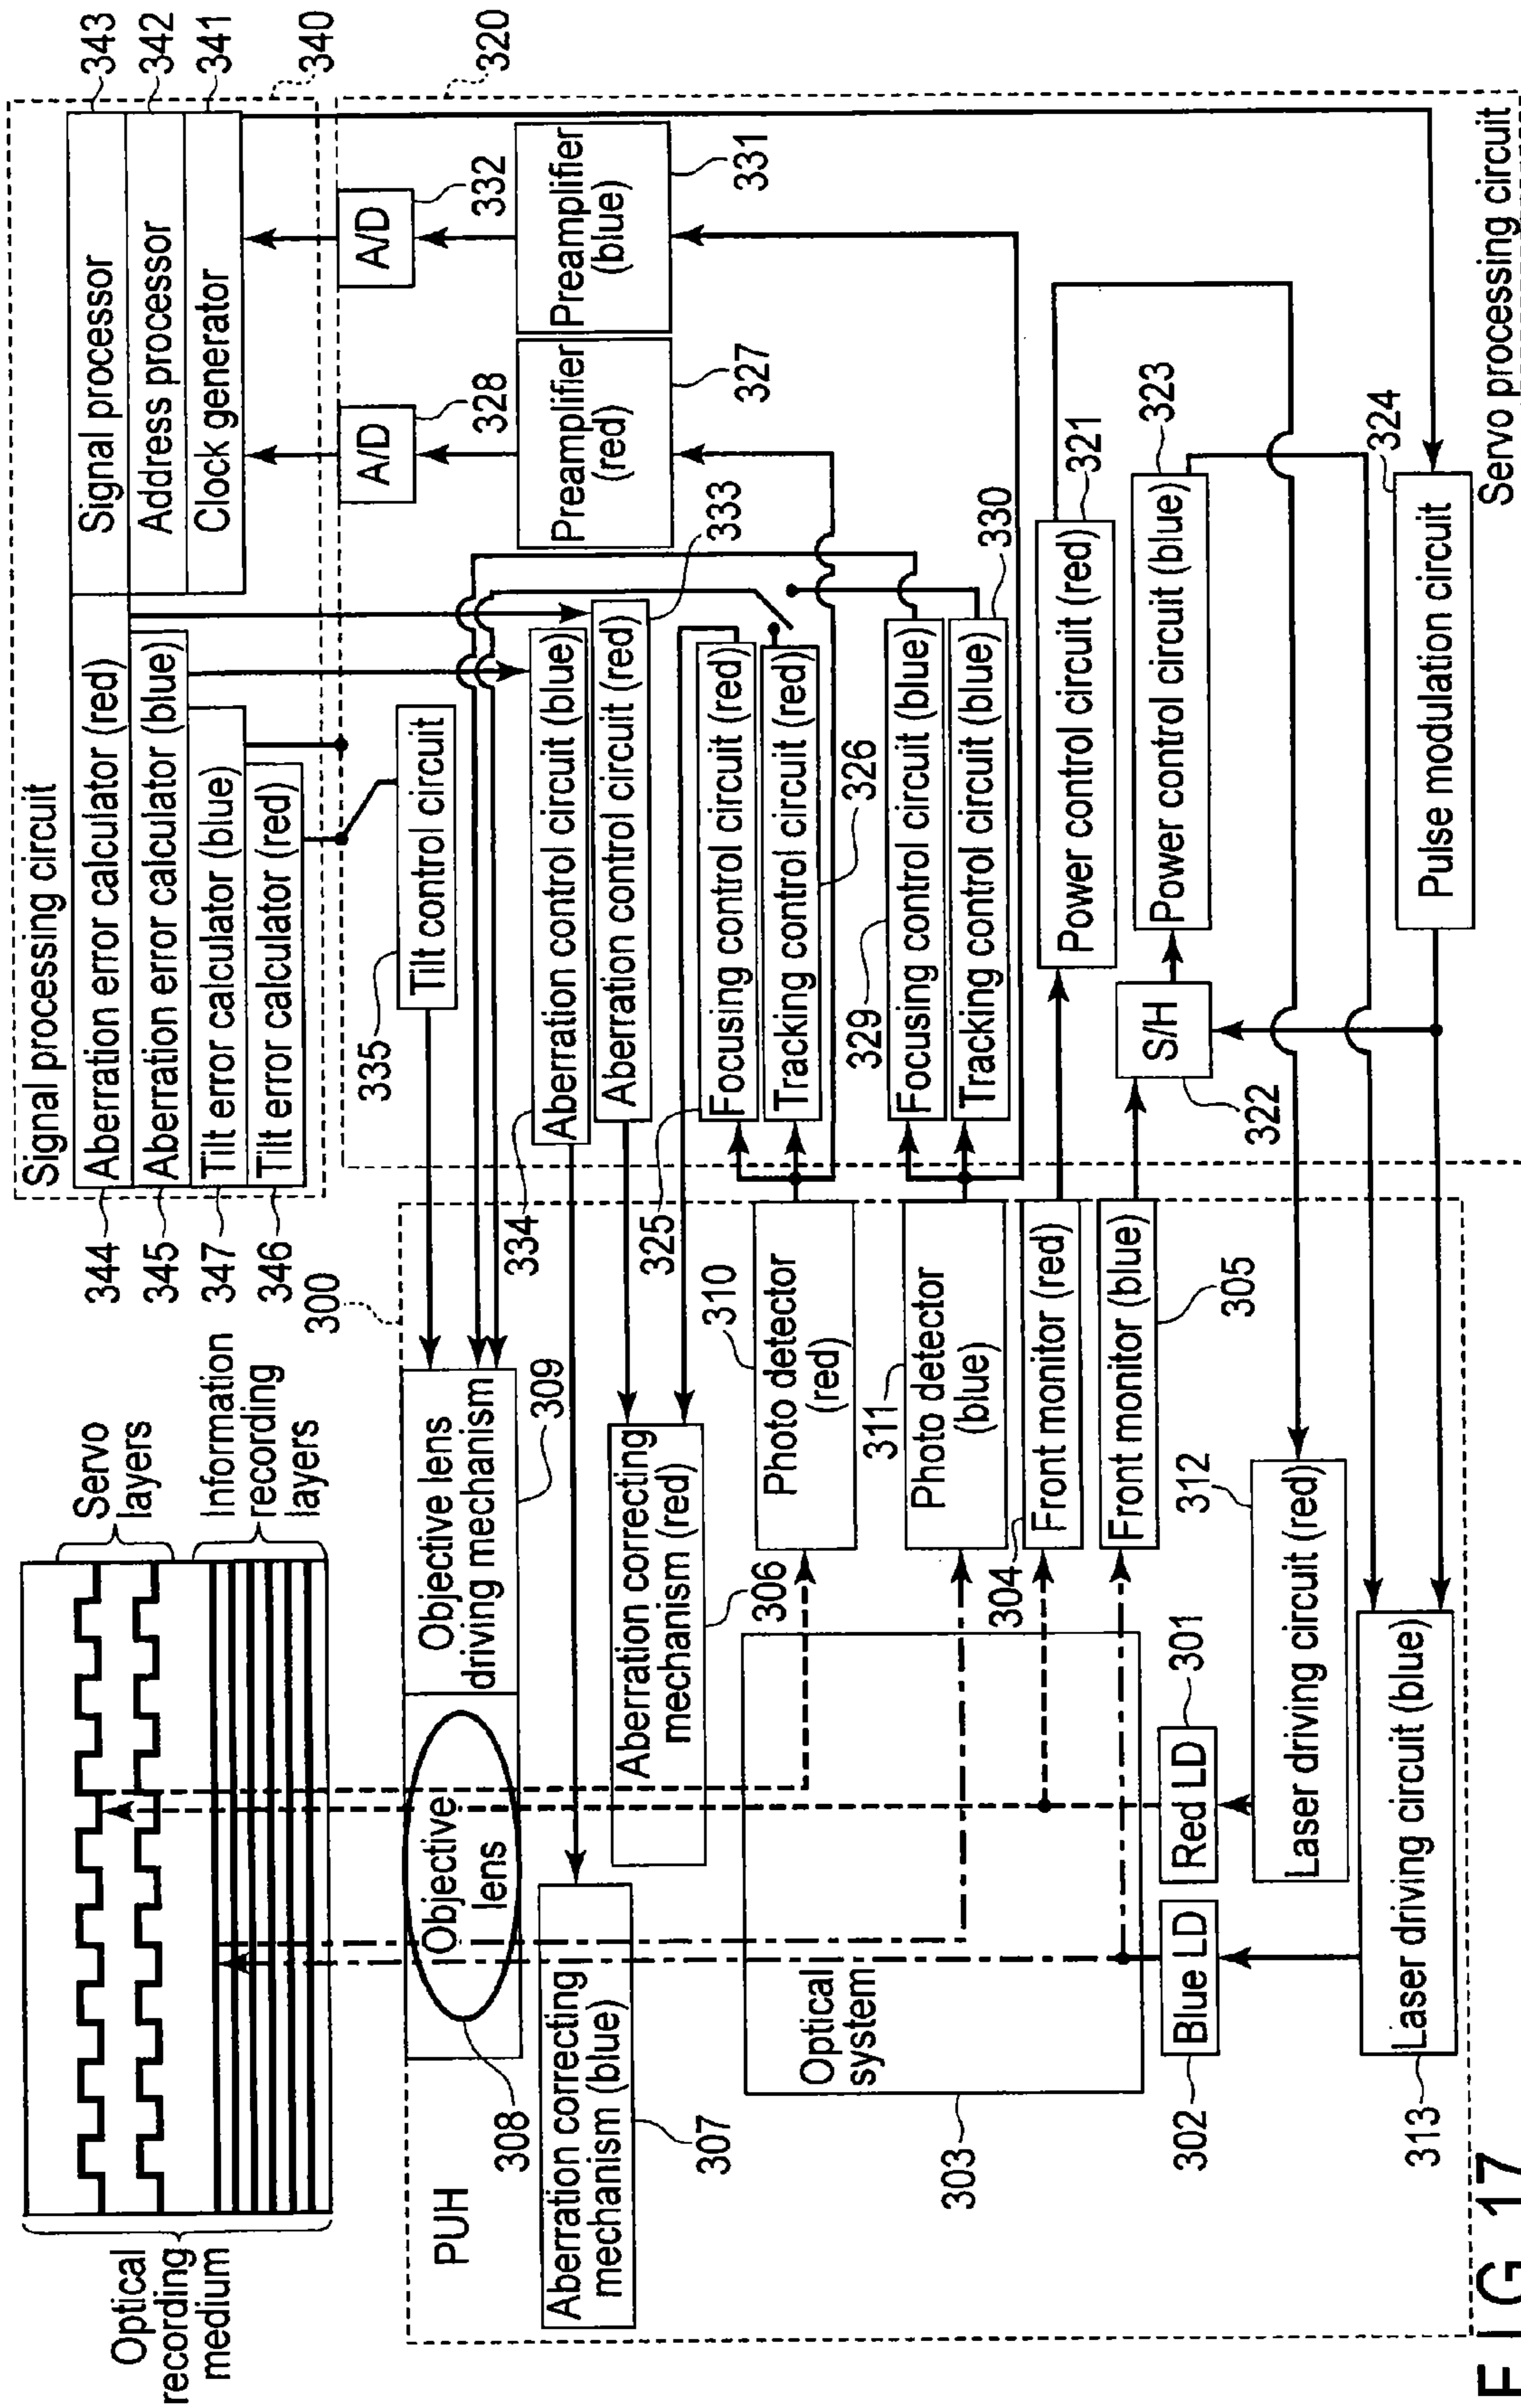 Optical
recording
medium
Servo
layers
Information
recording
layers
PUH
300
Objective
lens
308
Objective lens
driving mechanism
309
Aberration correcting
mechanism (blue)
307
Aberration correcting
mechanism (red)
306
Optical
system
303
Photo detector
(red)
310
Photo detector
(blue)
311
Front monitor (red)
304
Front monitor (blue)
305
Blue LD
302
Red LD
301
Laser driving circuit (red)
312
Laser driving circuit (blue)
313
Signal processing circuit
340
Aberration error calculator (red)
344
Aberration error calculator (blue)
345
Tilt error calculator (blue)
347
Tilt error calculator (red)
346
Signal processor
343
Address processor
342
Clock generator
341
320
Tilt control circuit
335
Aberration control circuit (blue)
334
Aberration control circuit (red)
333
Focusing control circuit (red)
325
Tracking control circuit (red)
326
Focusing control circuit (blue)
329
Tracking control circuit (blue)
330
A/D
328
A/D
332
Preamplifier
(red)
327
Preamplifier
(blue)
331
Power control circuit (red)
321
S/H
322
Power control circuit (blue)
323
Pulse modulation circuit
324
Servo processing circuit
FIG. 17